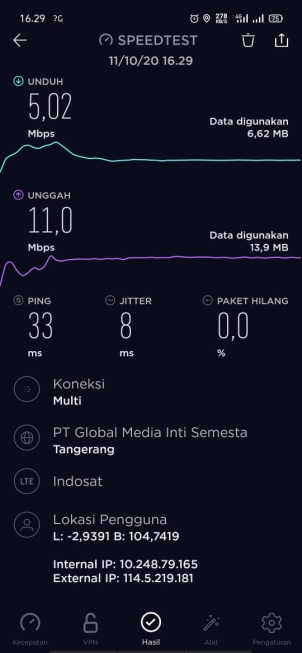 16.29
278 KB/S
4G
75
SPEEDTEST
11/10/20 16.29
UNDUH
5,02
Mbps
Data digunakan
6,62 MB
UNGGAH
11,0
Mbps
Data digunakan
13,9 MB
PING
33
ms
JITTER
8
ms
PAKET HILANG
0,0
%
Koneksi
Multi
PT Global Media Inti Semesta
Tangerang
LTE
Indosat
Lokasi Pengguna
L: -2,9391 B: 104,7419
Internal IP: 10.248.79.165
External IP: 114.5.219.181
Kecepatan
VPN
Hasil
Alat
Pengaturan